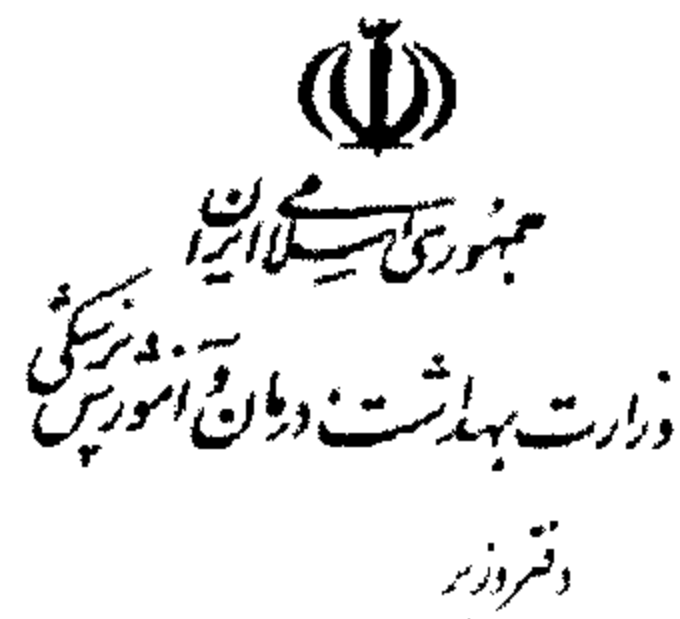 جمهوری اسلامی ایران
وزارت بهداشت، درمان و آموزش پزشکی
دفتر وزیر